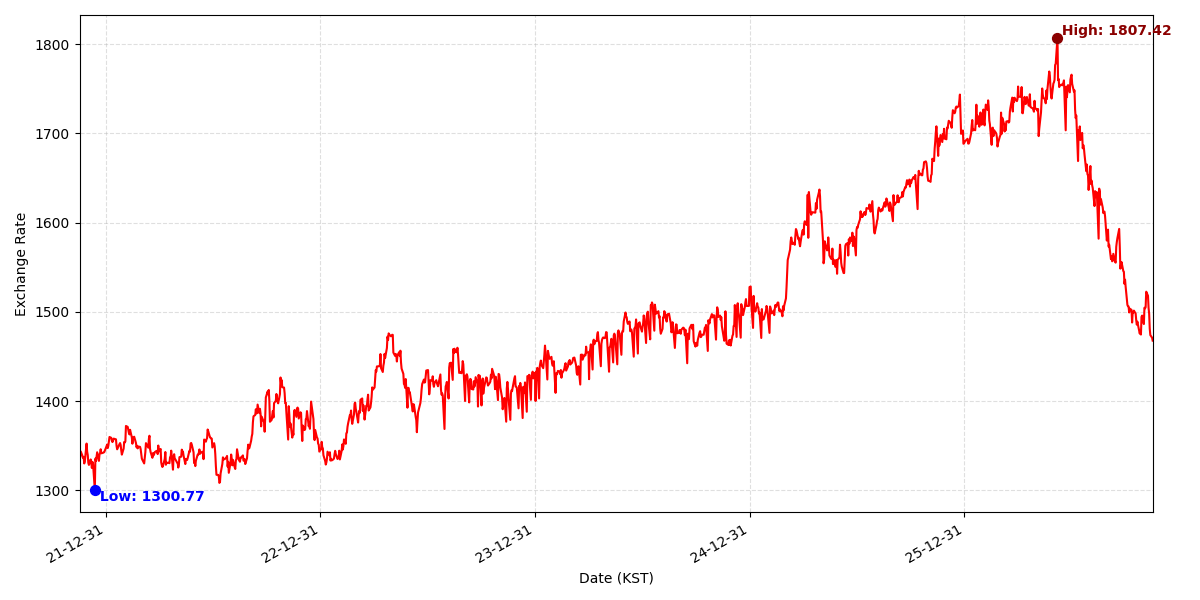 High: 1807.42
1800
1700
1600
1500
1400
1300
Exchange Rate
Low: 1300.77
21-12-31
22-12-31
23-12-31
24-12-31
25-12-31
Date (KST)